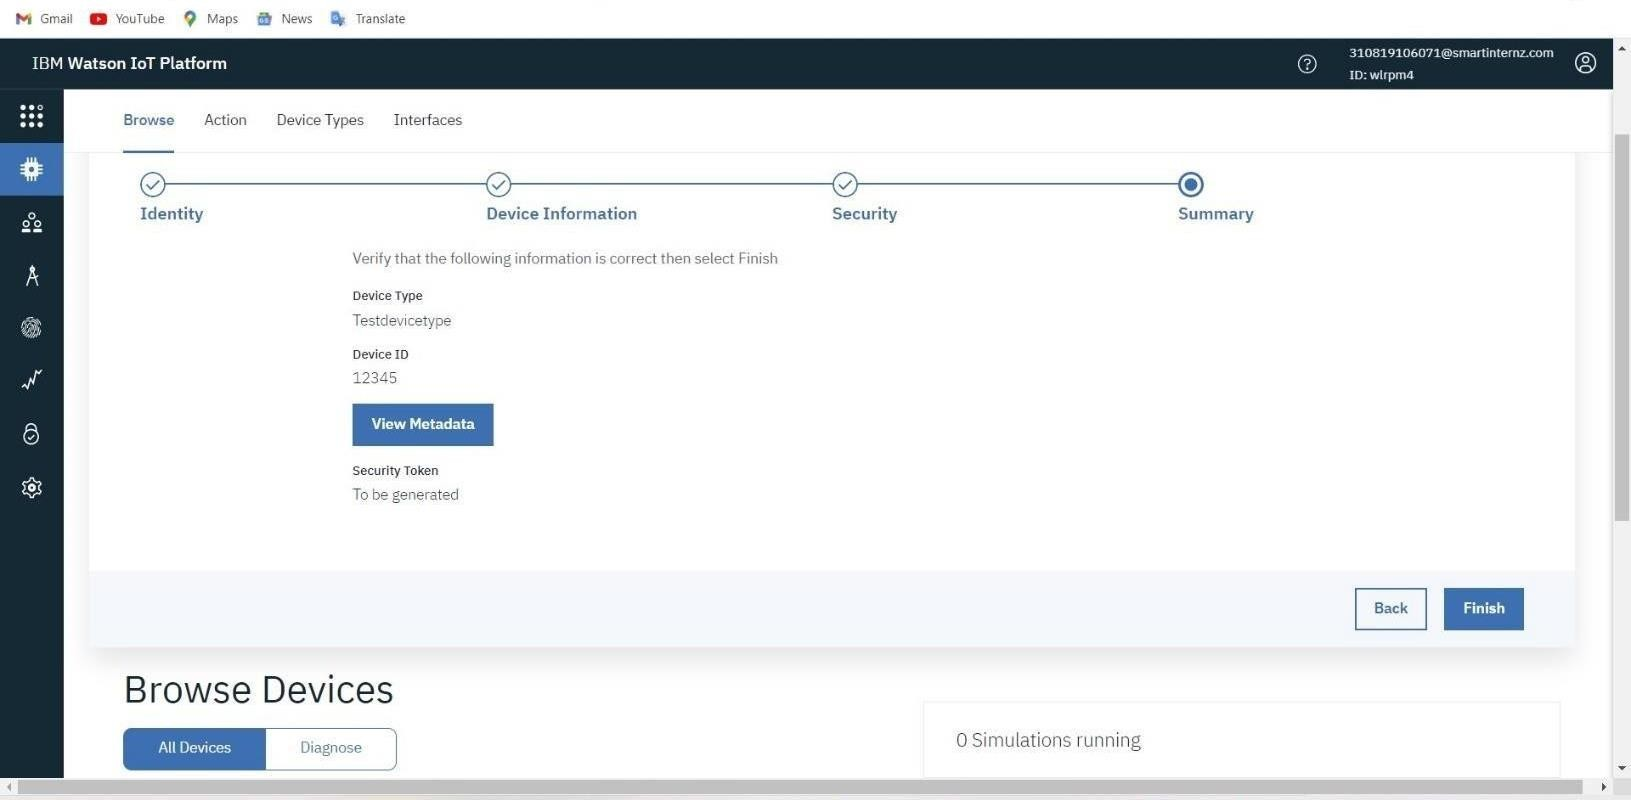 Gmail YouTube Maps News Translate
IBM Watson IoT Platform
310819106071@smartinternz.com
ID: wlrpm4
Browse Action Device Types Interfaces
Identity Device Information Security Summary
Verify that the following information is correct then select Finish
Device Type
Testdevicetype
Device ID
12345
View Metadata
Security Token
To be generated
Back Finish
Browse Devices
All Devices Diagnose
0 Simulations running